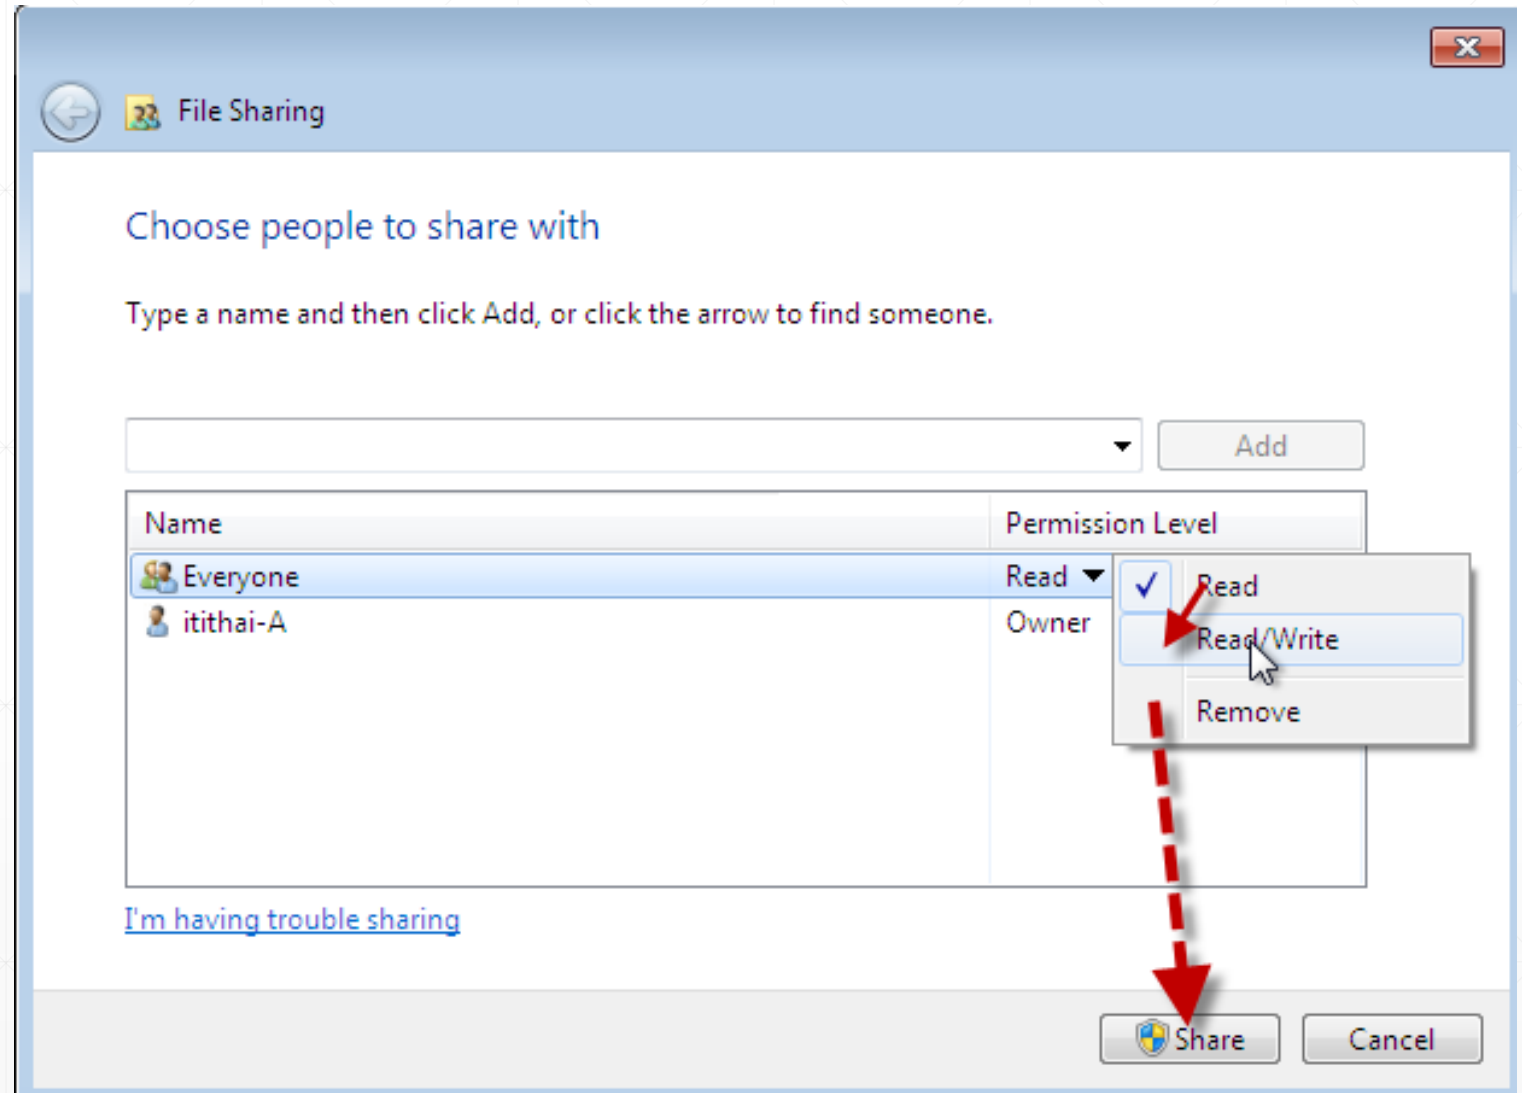 File Sharing
Choose people to share with
Type a name and then click Add, or click the arrow to find someone.
Add
Name Permission Level
Everyone Read
Read
itithai-A Owner
Read/Write
Remove
I'm having trouble sharing
Share Cancel